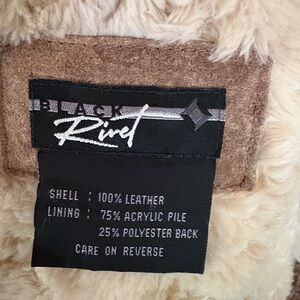 BLACK
Rivet
SHELL : 100% LEATHER
LINING : 75% ACRYLIC PILE
25% POLYESTER BACK
CARE ON REVERSE